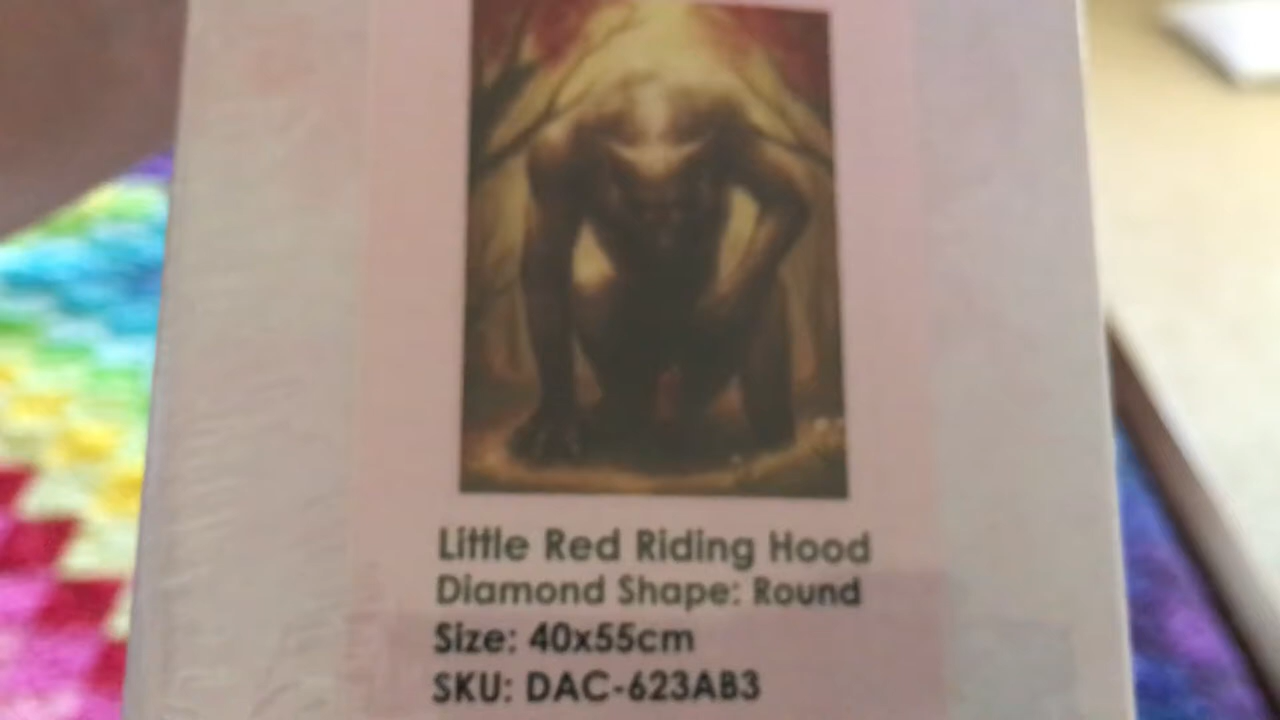 Little Red Riding Hood
Diamond Shape: Round
Size: 40x55cm
SKU: DAC-623AB3